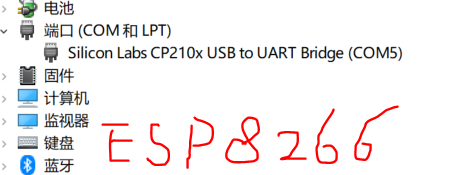 电池
端口 (COM 和 LPT)
Silicon Labs CP210x USB to UART Bridge (COM5)
固件
计算机
监视器
键盘
蓝牙
ESP8266